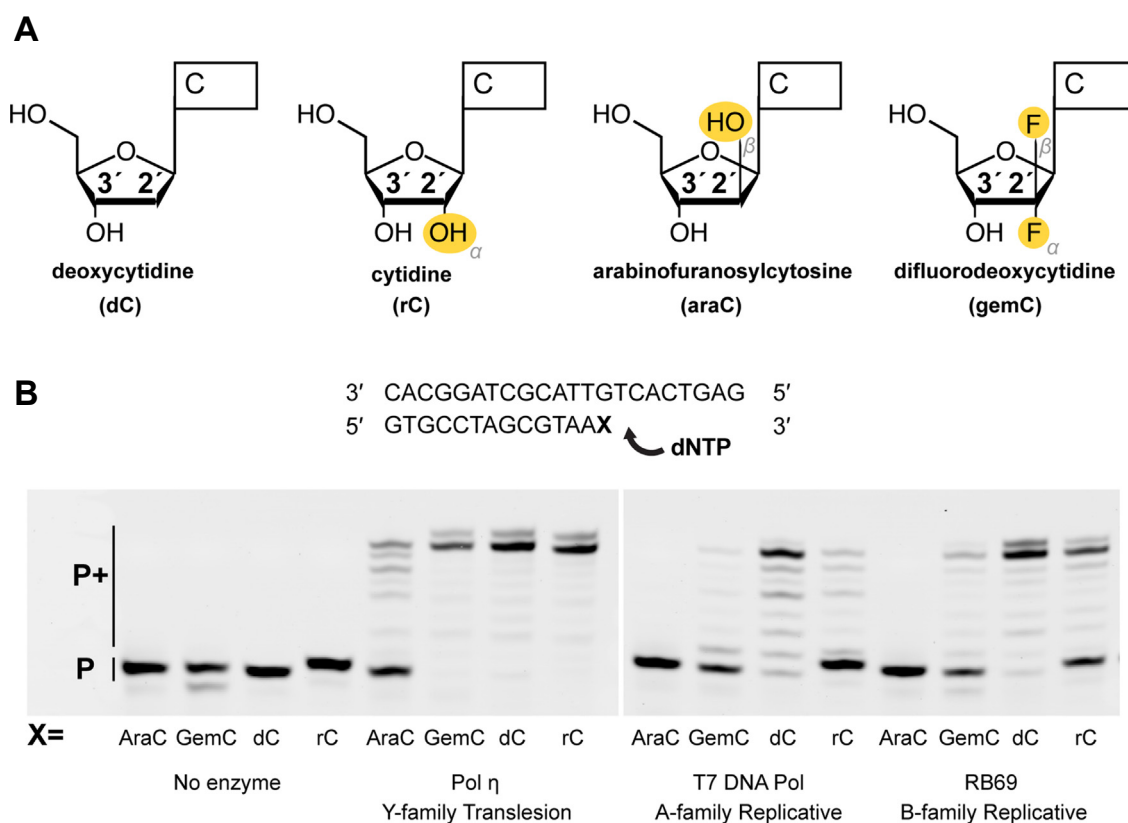 A
C C C C
HO HO HO HO HO F
β β
O O O O
3´ 2´ 3´ 2´ 3´ 2´ 3´ 2´
OH OH OH OH OH F
α α
deoxycytidine cytidine arabinofuranosylcytosine difluorodeoxycytidine
(dC) (rC) (araC) (gemC)
B
3′ CACGGATCGCATTGTCACTGAG 5′
5′ GTGCCTAGCGTAAX 3′
dNTP
P+
P
X= AraC GemC dC rC AraC GemC dC rC AraC GemC dC rC AraC GemC dC rC
No enzyme Pol η T7 DNA Pol RB69
Y-family Translesion A-family Replicative B-family Replicative